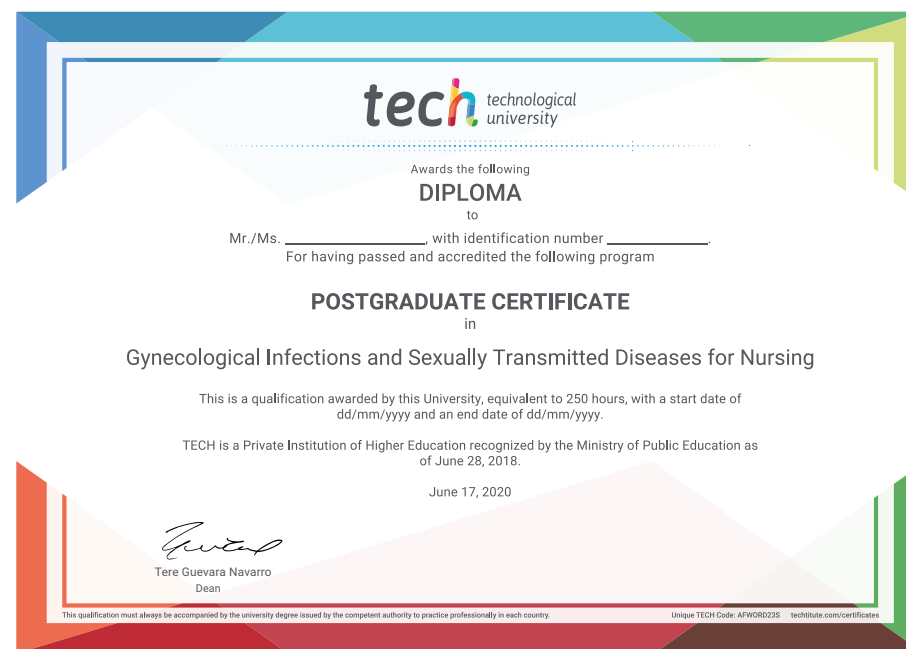 tech technological
university
Awards the following
DIPLOMA
to
Mr./Ms. ____________________, with identification number ______________.
For having passed and accredited the following program
POSTGRADUATE CERTIFICATE
in
Gynecological Infections and Sexually Transmitted Diseases for Nursing
This is a qualification awarded by this University, equivalent to 250 hours, with a start date of
dd/mm/yyyy and an end date of dd/mm/yyyy.
TECH is a Private Institution of Higher Education recognized by the Ministry of Public Education as
of June 28, 2018.
June 17, 2020
Tere Guevara Navarro
Dean
This qualification must always be accompanied by the university degree issued by the competent authority to practice professionally in each country. Unique TECH Code: AFWORD23S techtitute.com/certificates